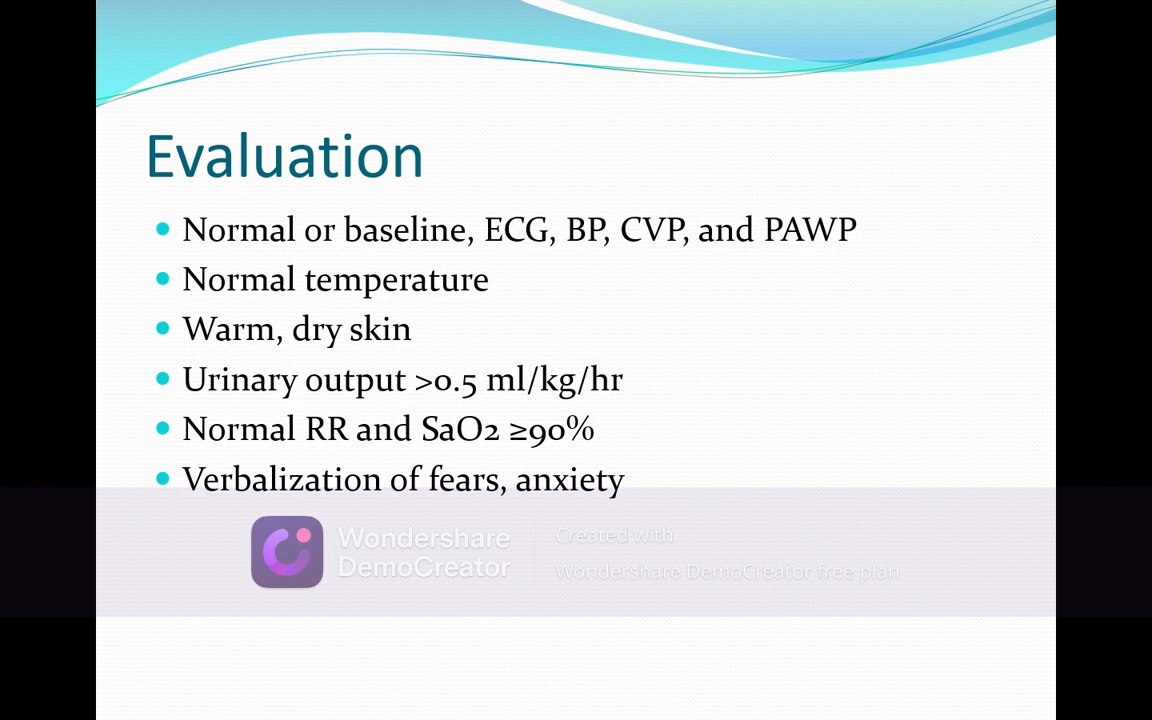 Evaluation
Normal or baseline, ECG, BP, CVP, and PAWP
Normal temperature
Warm, dry skin
Urinary output >0.5 ml/kg/hr
Normal RR and SaO2 ≥90%
Verbalization of fears, anxiety
Wondershare
DemoCreator
Created with
Wondershare DemoCreator free plan